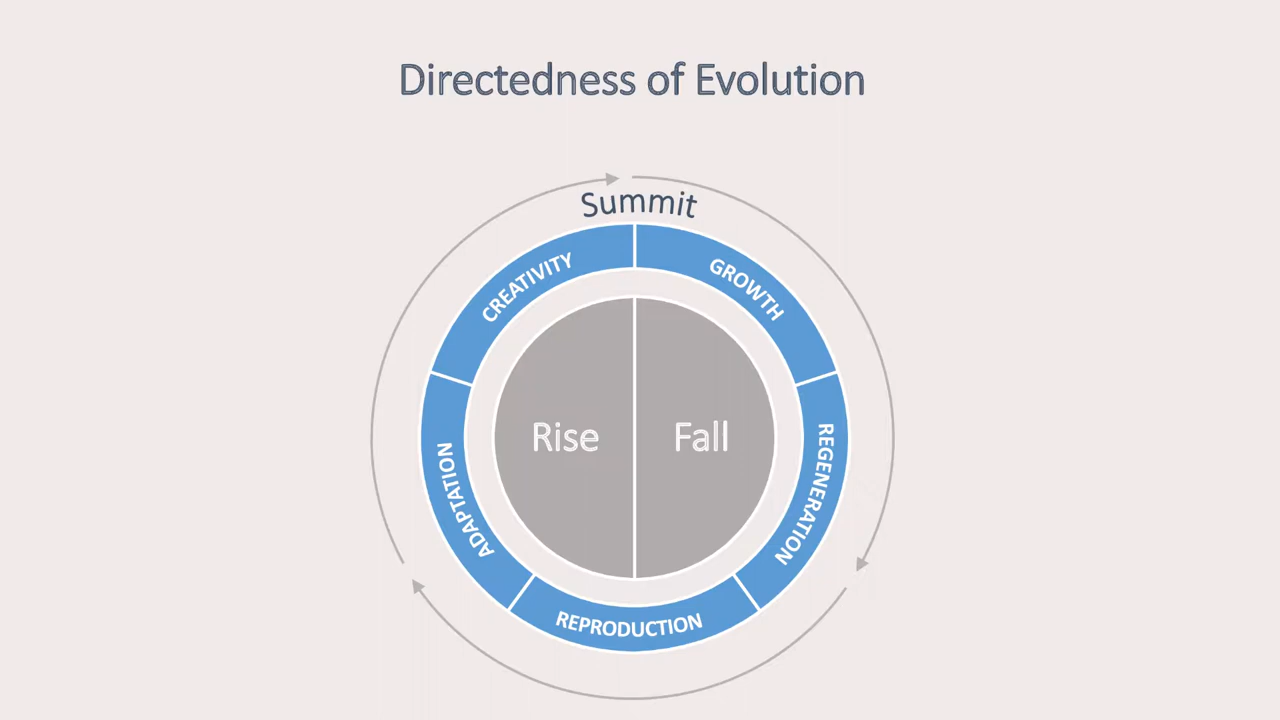 Directedness of Evolution
Summit
CREATIVITY
GROWTH
Rise
Fall
ADAPTATION
REGENERATION
REPRODUCTION